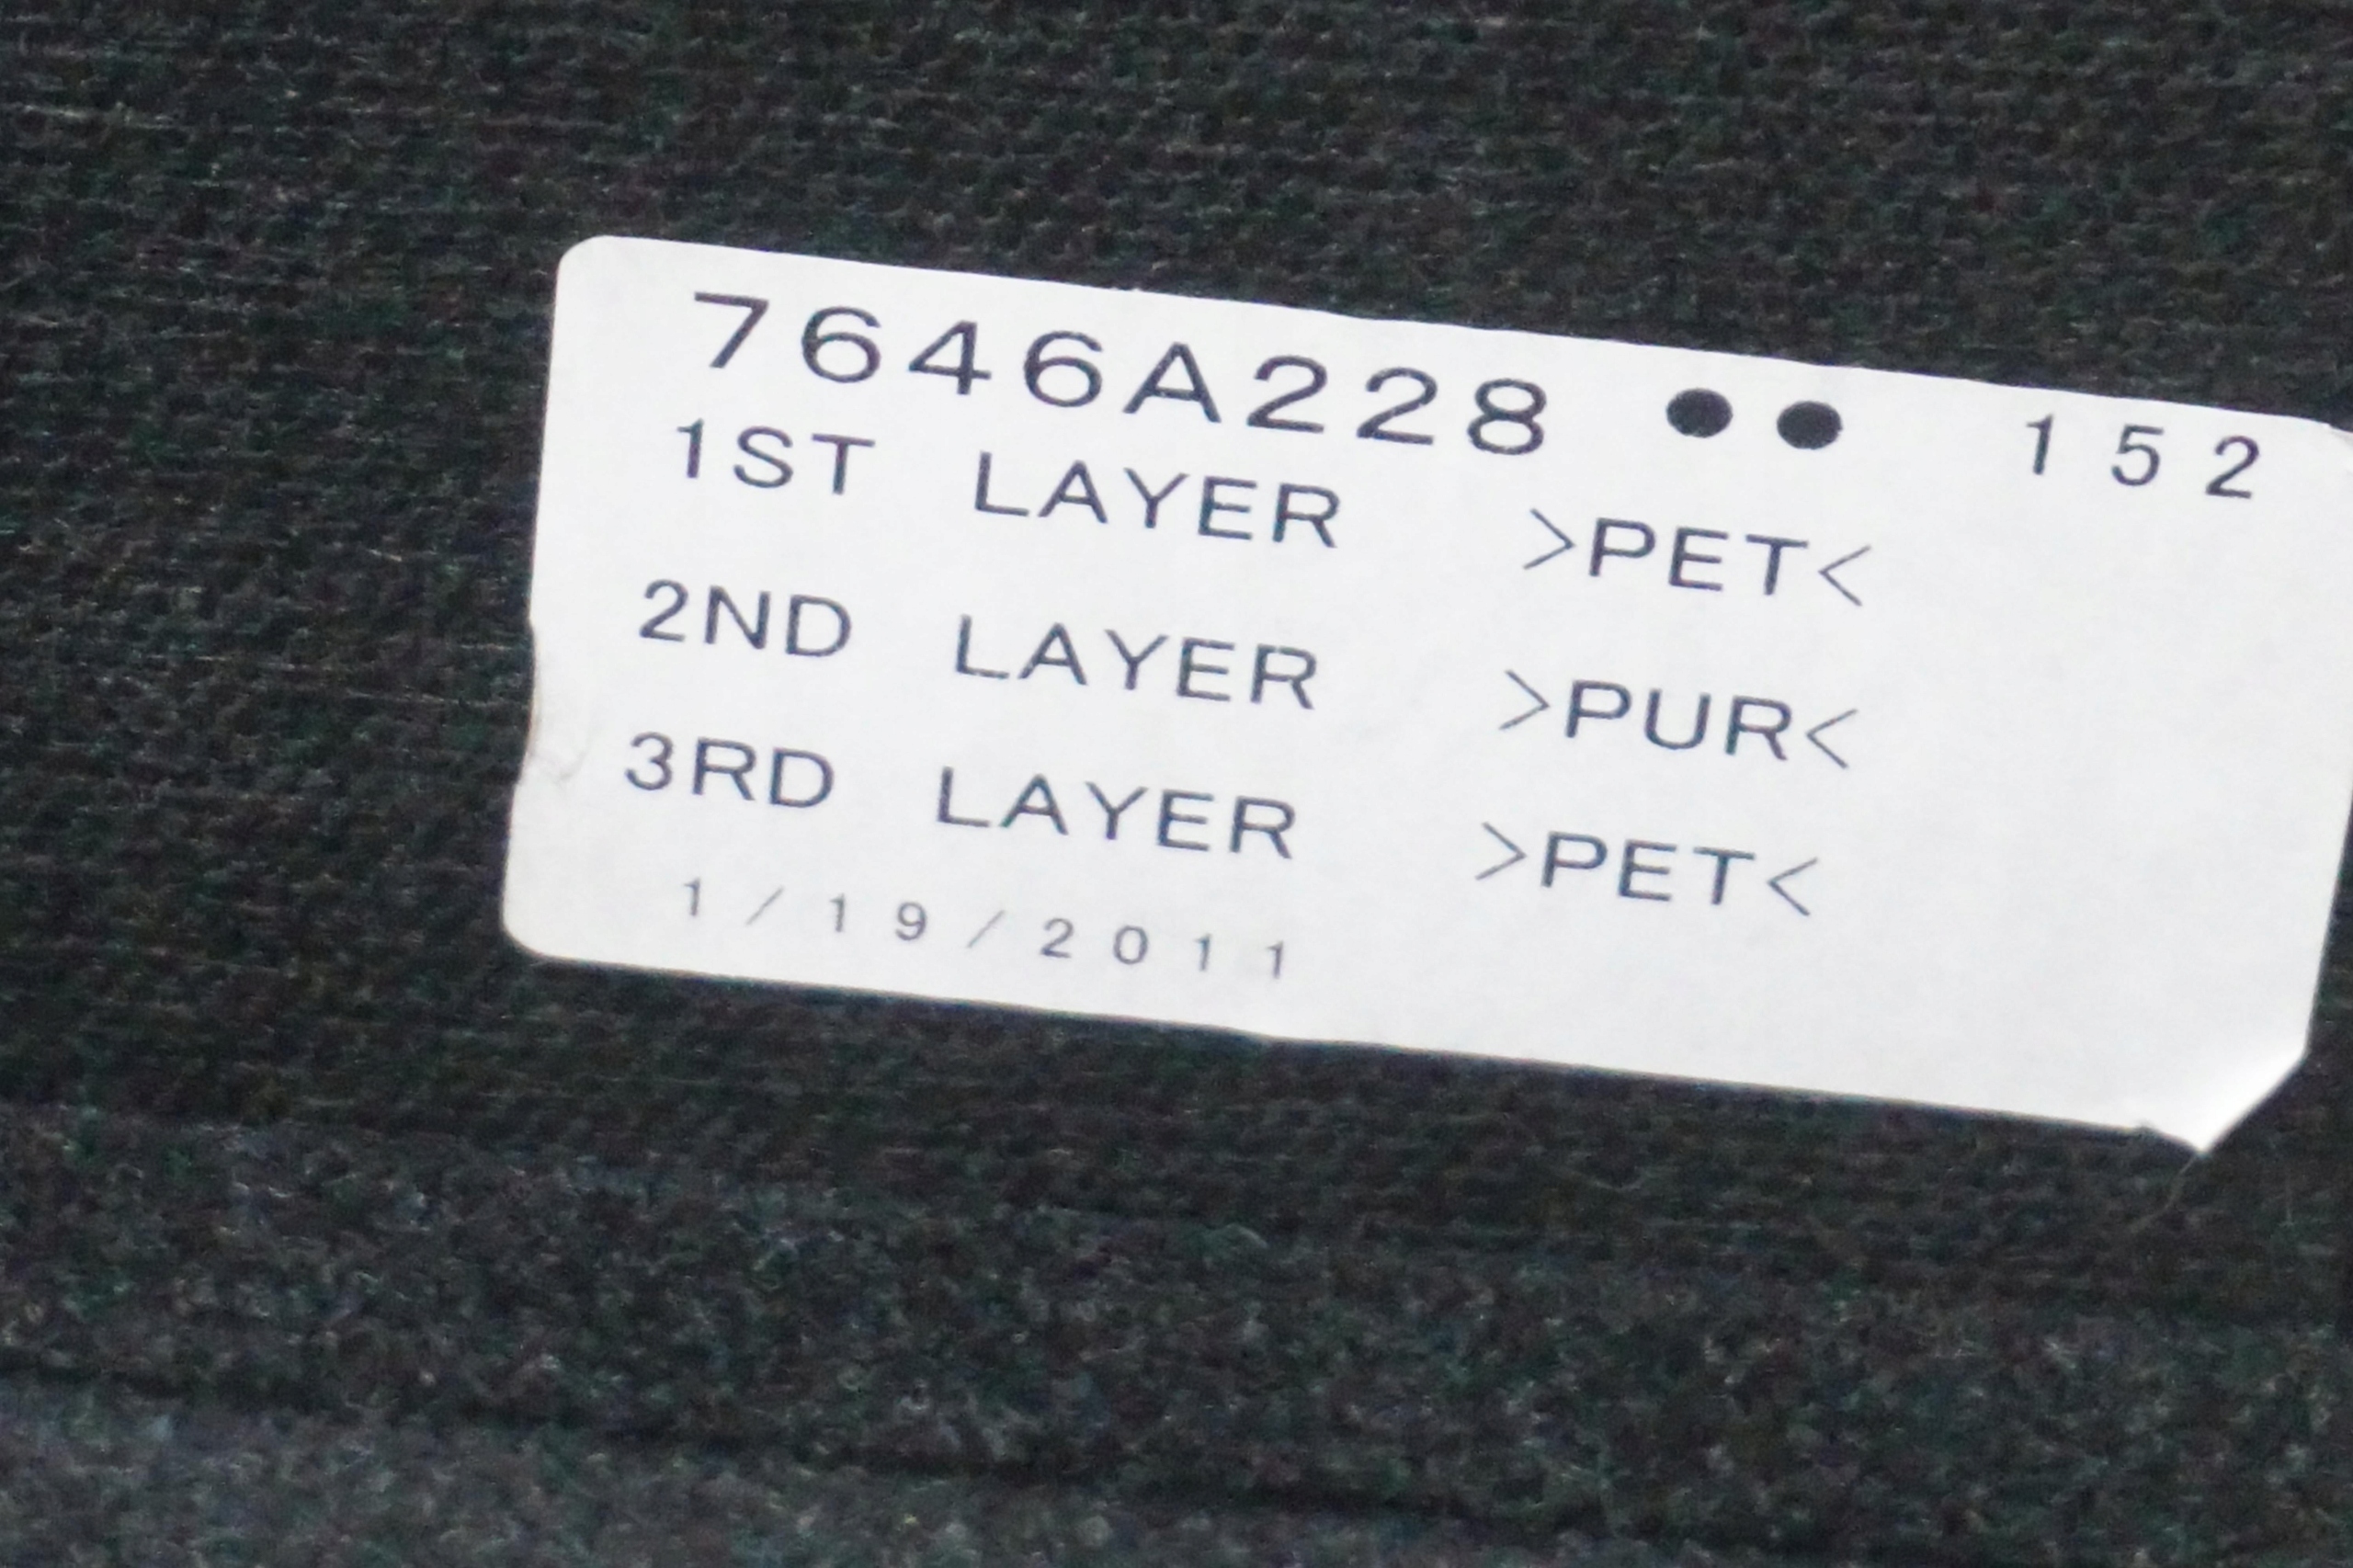 7646A228 ●● 152
1ST LAYER >PET<
2ND LAYER >PUR<
3RD LAYER >PET<
1/19/2011